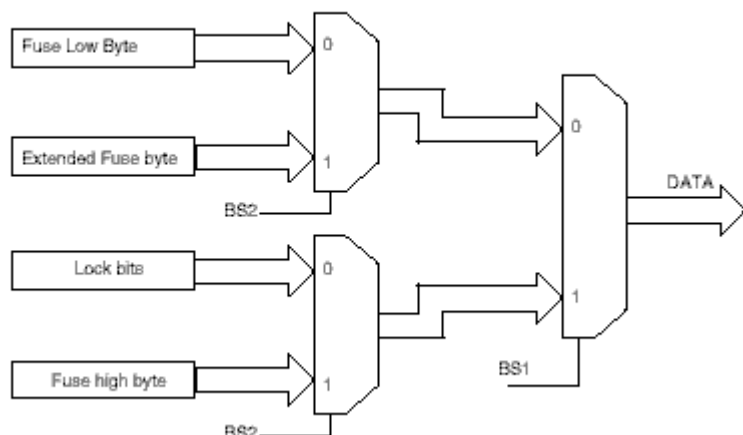 Fuse Low Byte
0
Extended Fuse byte
1
BS2
0
DATA
Lock bits
0
1
Fuse high byte
1
BS1
BS2